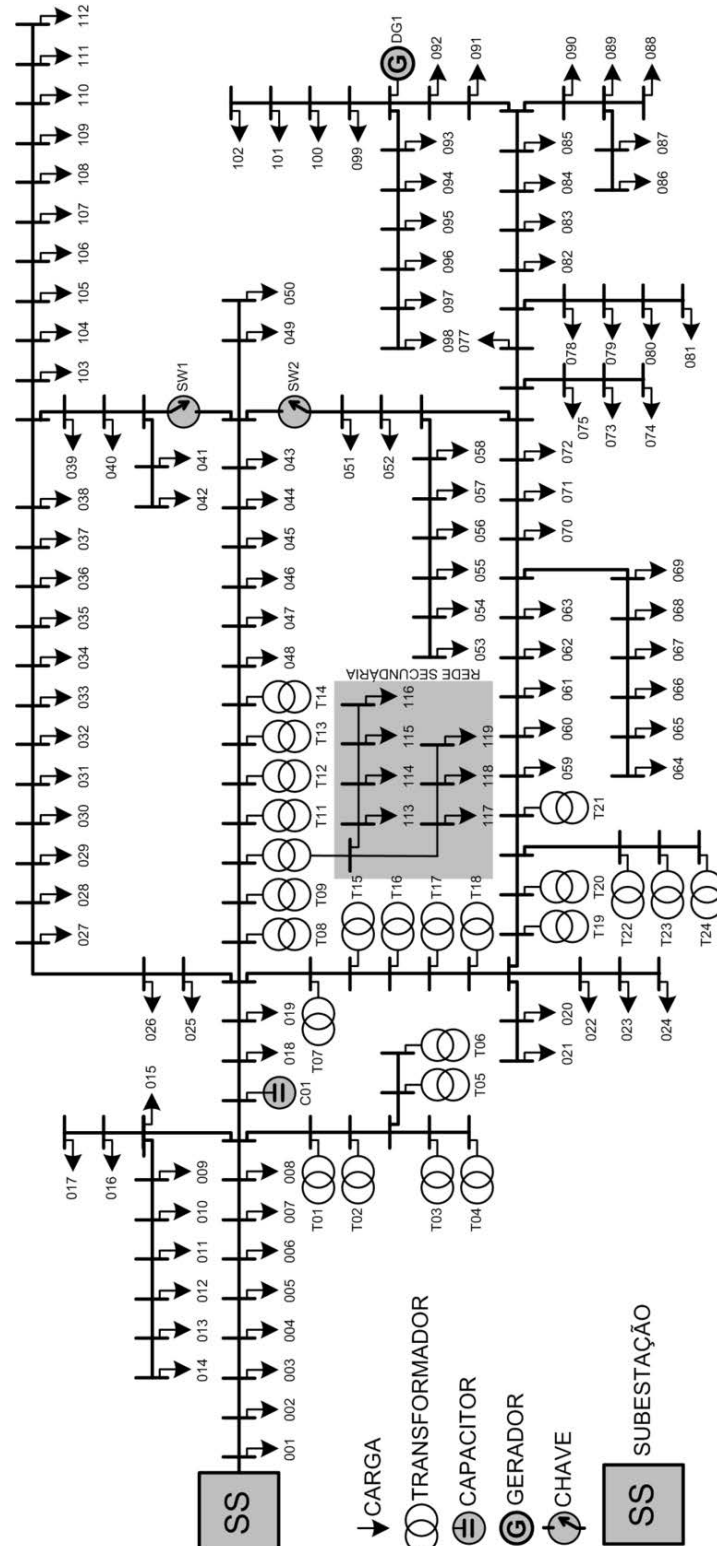 027 028 029 030 031 032 033 034 035 036 037 038 103 104 105 106 107 108 109 110 111 112
017
016
015
014 013 012 011 010 009
026
025
039
040
042 041
SW1
SS
001 002 003 004 005 006 007 008
C01
018 019
T08 T09 T11 T12 T13 T14
048 047 046 045 044 043
049 050
SW2
T01
T02
T03
T04
T05 T06
T07
T15
T16
T17
T18
REDE SECUNDÁRIA
113 114 115 116
117 118 119
051
052
053 054 055 056 057 058
102 101 100 099
DG1
G
092
091
098 097 096 095 094 093
077
021 020
022
023
024
T19 T20
T21
T22
T23
T24
059 060 061 062 063
064 065 066 067 068 069
070 071 072
075
073
074
078
079
080
081
082 083 084 085
090
089
088
086 087
CARGA
TRANSFORMADOR
CAPACITOR
G GERADOR
CHAVE
SS SUBESTAÇÃO